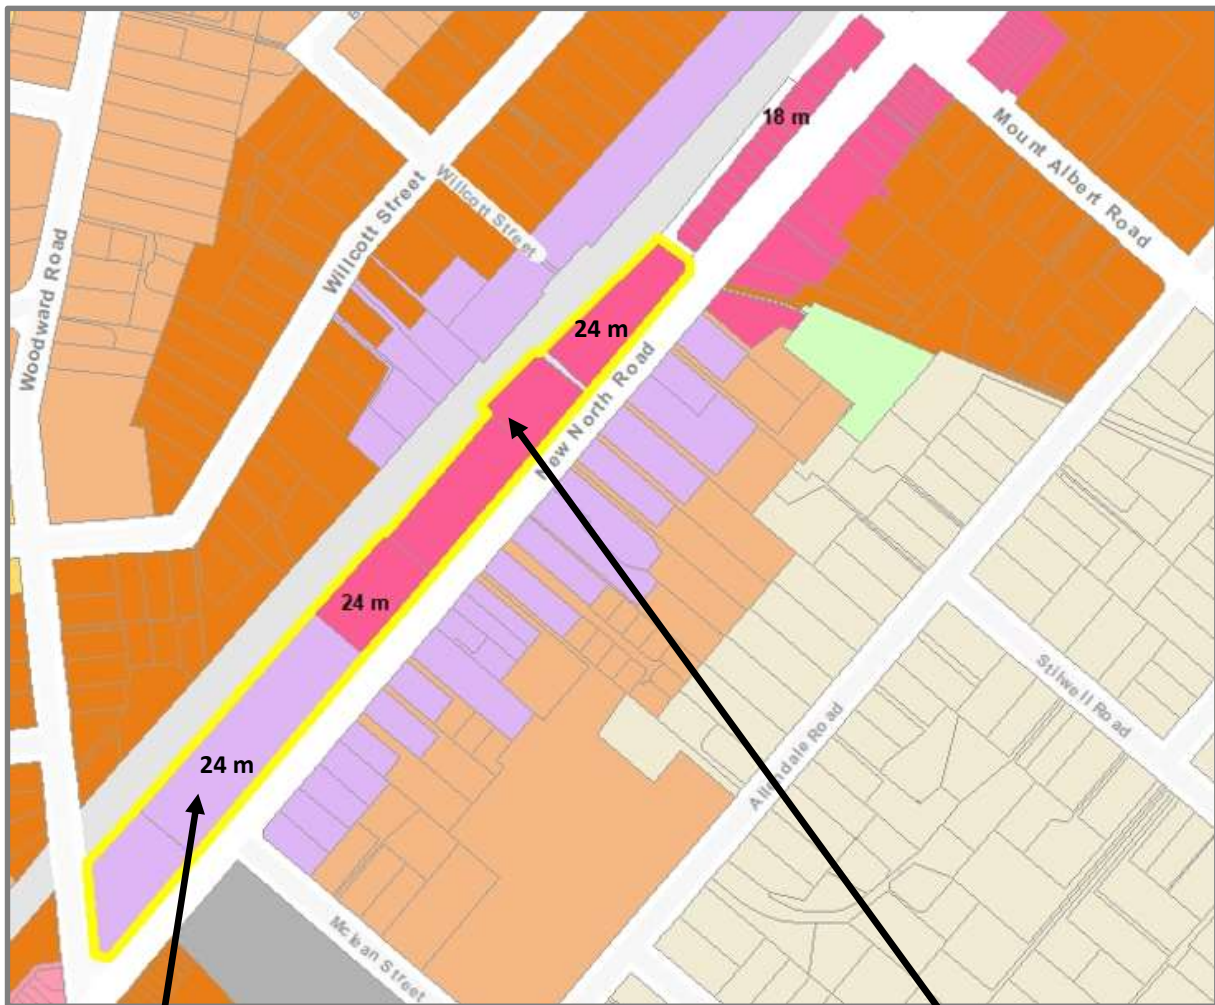 18 m
Mount Albert Road
Willcott Street
Willcott Street
Woodward Road
24 m
New North Road
24 m
Stilwell Road
Allendale Road
24 m
Mclean Street